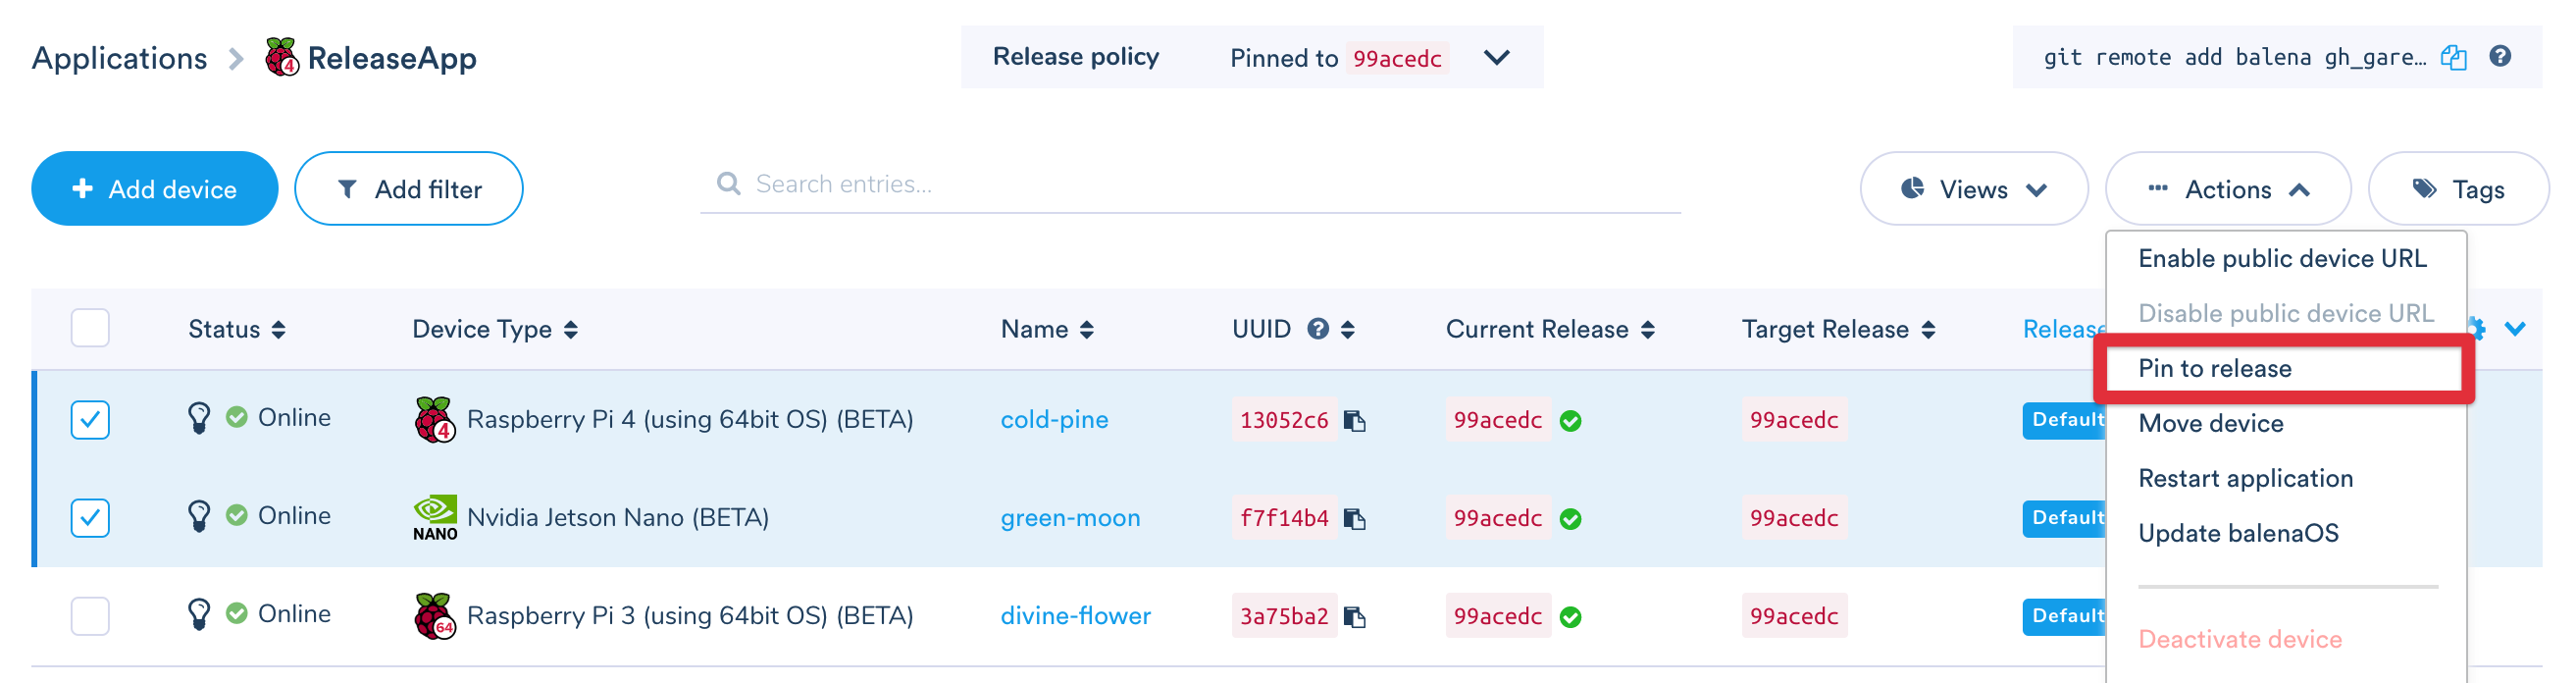 Applications > 4 ReleaseApp
Release policy Pinned to 99acedc
git remote add balena gh_gare…
Add device
Add filter
Search entries...
Views
Actions
Tags
Enable public device URL
Disable public device URL
Pin to release
Move device
Restart application
Update balenaOS
Deactivate device
Status Device Type Name UUID Current Release Target Release Release
Online 4 Raspberry Pi 4 (using 64bit OS) (BETA) cold-pine 13052c6 99acedc 99acedc Default
Online NANO Nvidia Jetson Nano (BETA) green-moon f7f14b4 99acedc 99acedc Default
Online 64 Raspberry Pi 3 (using 64bit OS) (BETA) divine-flower 3a75ba2 99acedc 99acedc Default